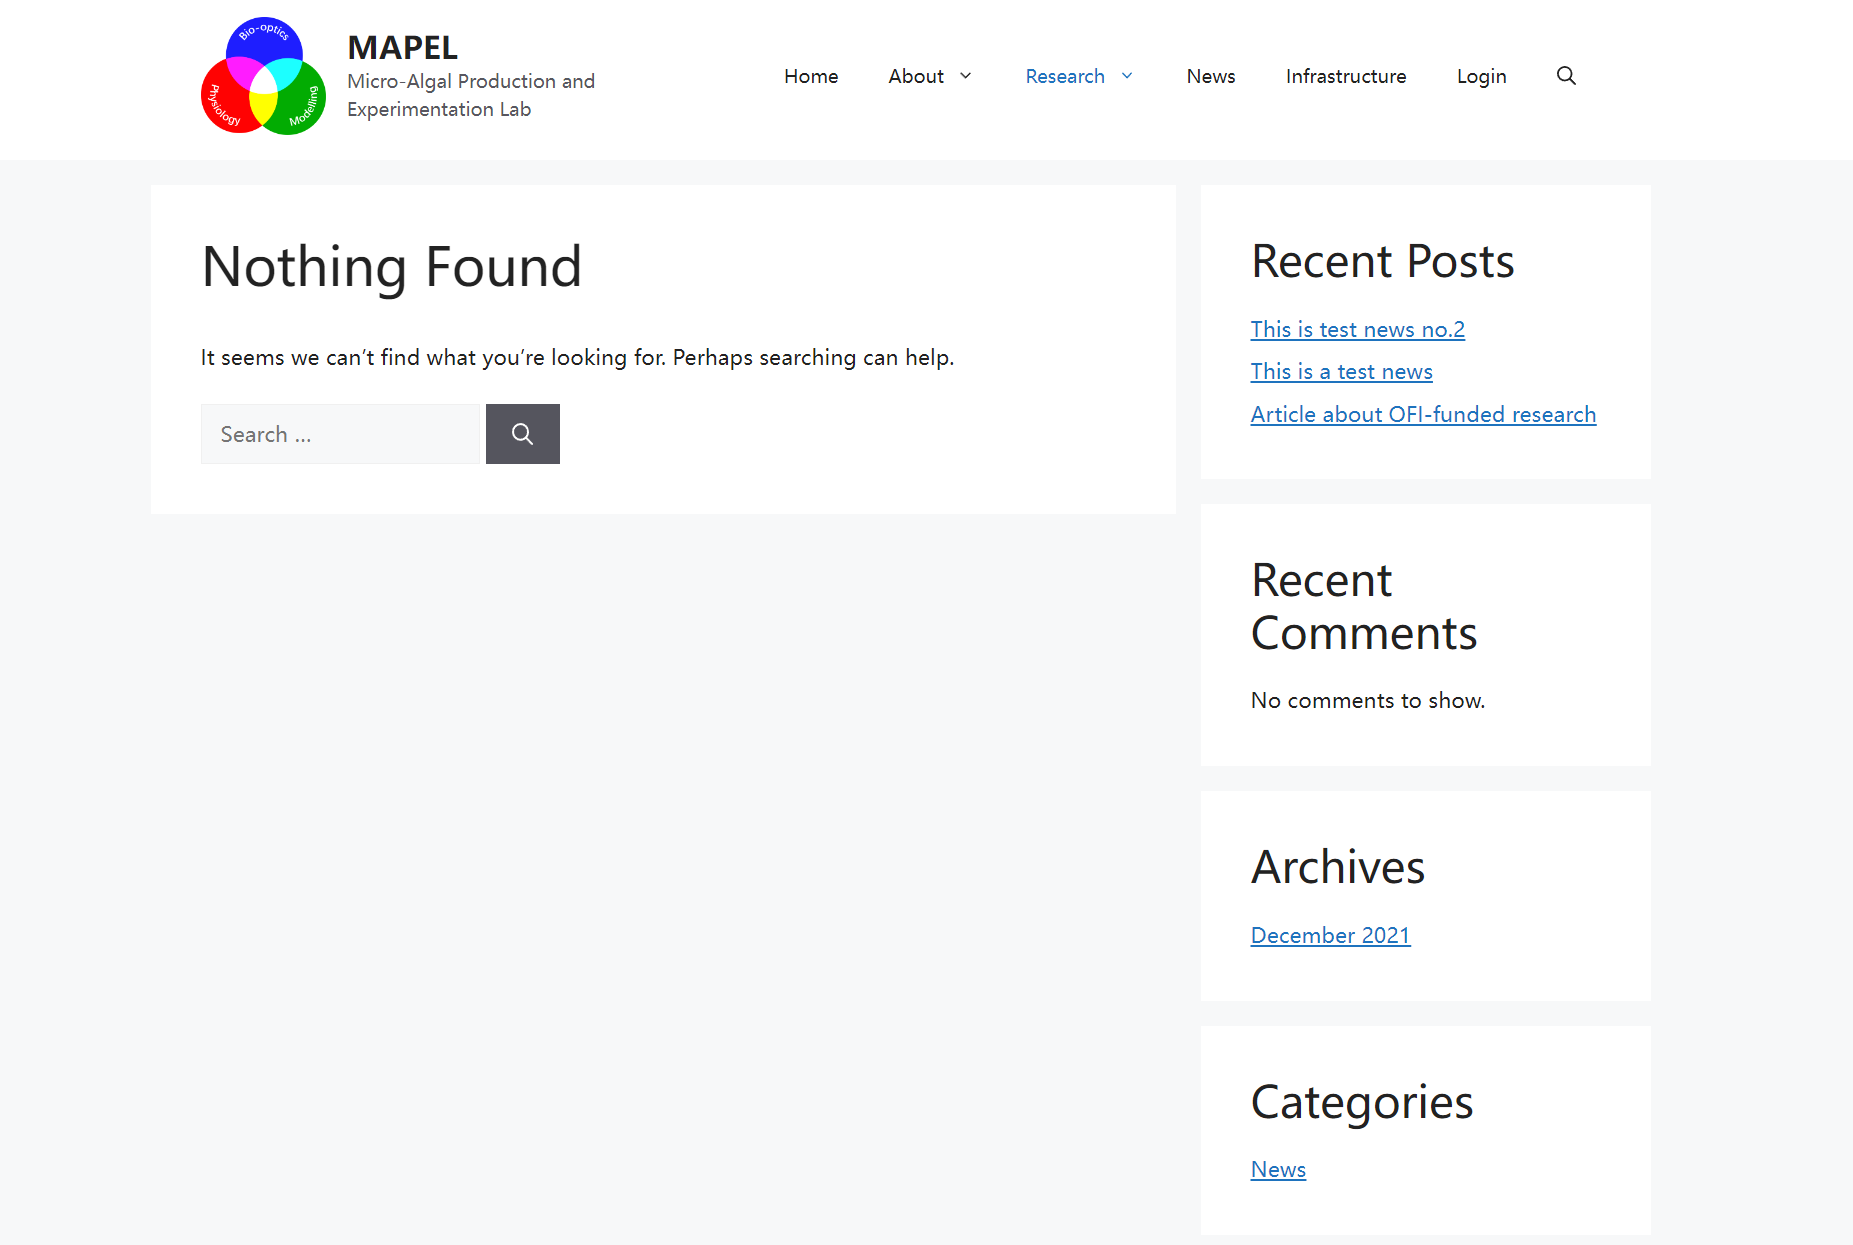 Bio-optics
Physiology
Modelling
MAPEL
Micro-Algal Production and
Experimentation Lab
Home
About
Research
News
Infrastructure
Login
Nothing Found
It seems we can’t find what you’re looking for. Perhaps searching can help.
Search …
Recent Posts
This is test news no.2
This is a test news
Article about OFI-funded research
Recent
Comments
No comments to show.
Archives
December 2021
Categories
News